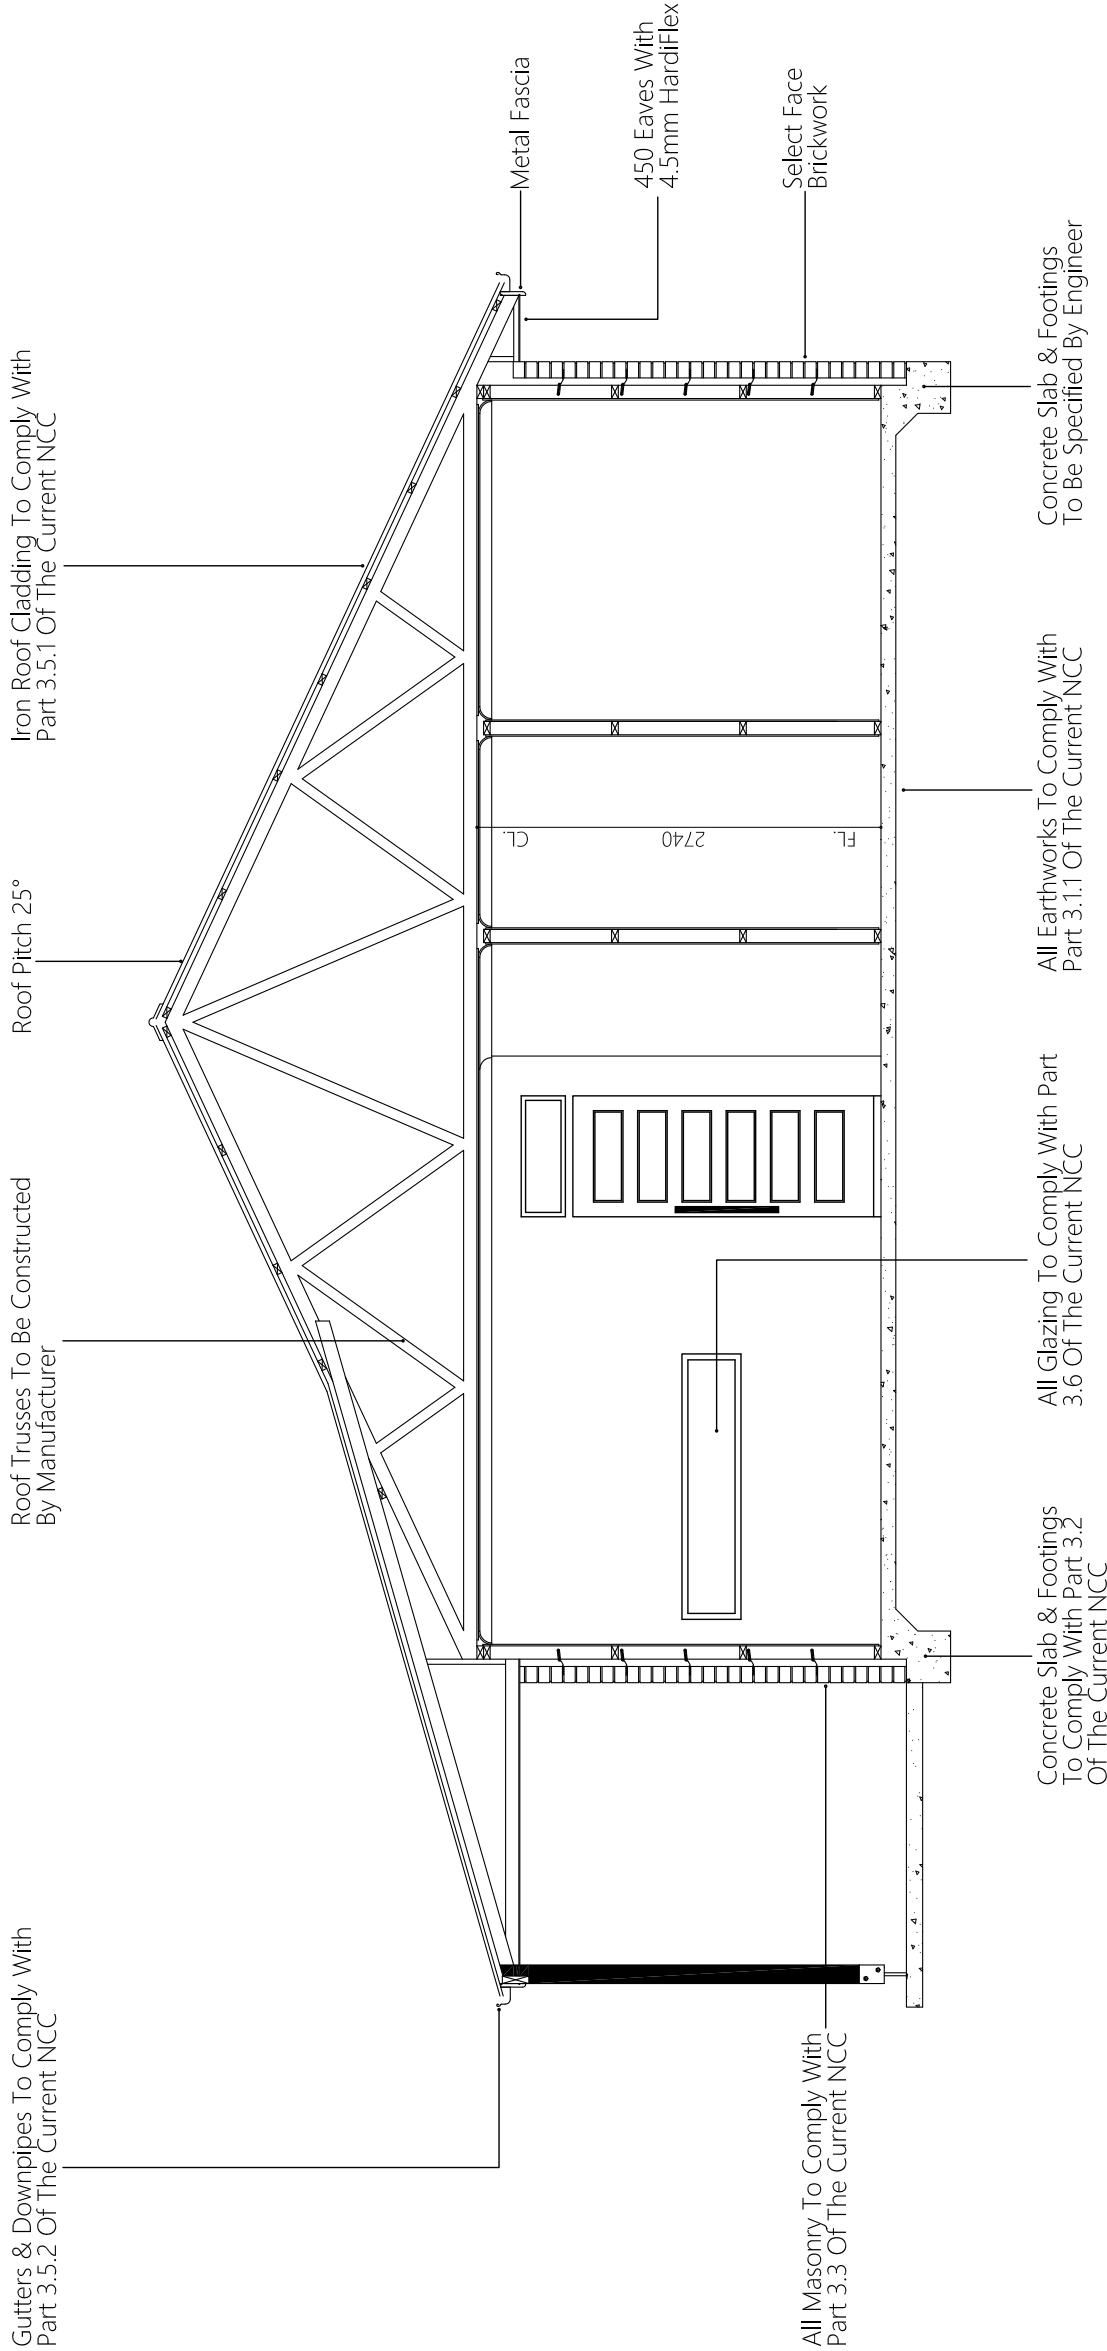 Gutters & Downpipes To Comply With
Part 3.5.2 Of The Current NCC
Roof Trusses To Be Constructed
By Manufacturer
Roof Pitch 25°
Iron Roof Cladding To Comply With
Part 3.5.1 Of The Current NCC
Metal Fascia
450 Eaves With
4.5mm HardiFlex
Select Face
Brickwork
CL.
2740
FL.
All Masonry To Comply With
Part 3.3 Of The Current NCC
Concrete Slab & Footings
To Comply With Part 3.2
Of The Current NCC
All Glazing To Comply With Part
3.6 Of The Current NCC
All Earthworks To Comply With
Part 3.1.1 Of The Current NCC
Concrete Slab & Footings
To Be Specified By Engineer